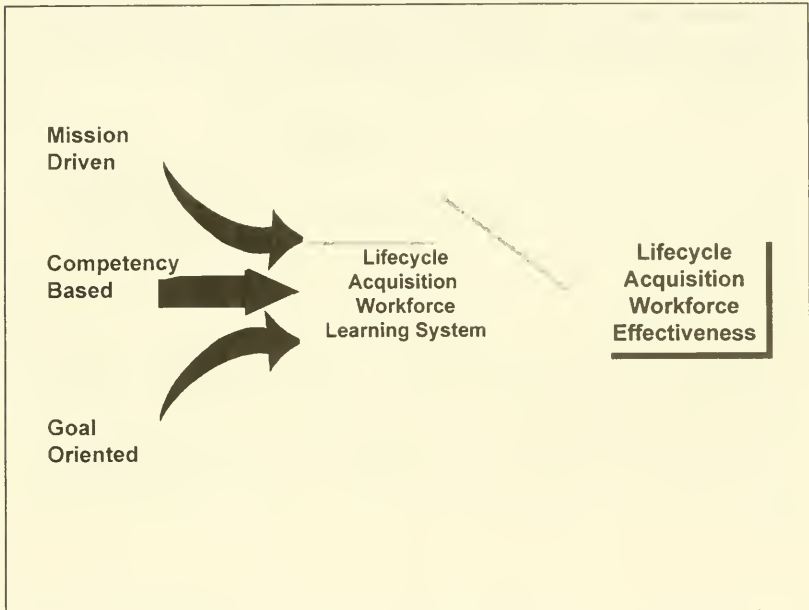 Mission
Driven
Competency
Based
Goal
Oriented
Lifecycle
Acquisition
Workforce
Learning System
Lifecycle
Acquisition
Workforce
Effectiveness